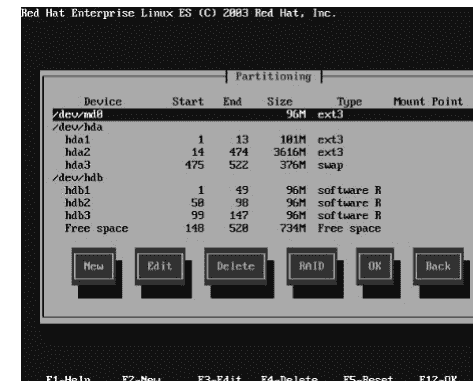 Red Hat Enterprise Linux ES (C) 2003 Red Hat, Inc.
Partitioning
Device Start End Size Type Mount Point
/dev/md0 96M ext3
/dev/hda
hda1 1 13 101M ext3
hda2 14 474 3616M ext3
hda3 475 522 376M swap
/dev/hdb
hdb1 1 49 96M software R
hdb2 50 98 96M software R
hdb3 99 147 96M software R
Free space 148 520 734M Free space
New Edit Delete RAID OK Back
F1-Help F2-New F3-Edit F4-Delete F5-Reset F12-OK